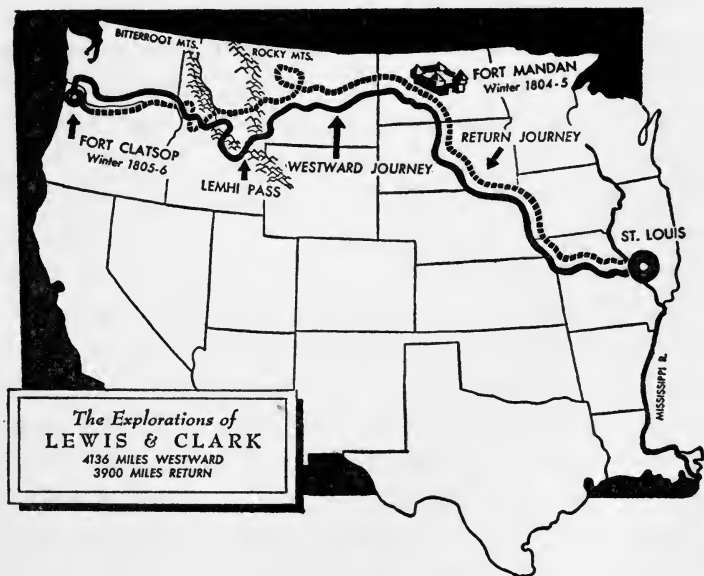 BITTERROOT MTS.
ROCKY MTS.
FORT MANDAN
Winter 1804-5
RETURN JOURNEY
FORT CLATSOP
Winter 1805-6
LEMHI PASS
WESTWARD JOURNEY
ST. LOUIS
MISSISSIPPI R.
The Explorations of
LEWIS & CLARK
4136 MILES WESTWARD
3900 MILES RETURN